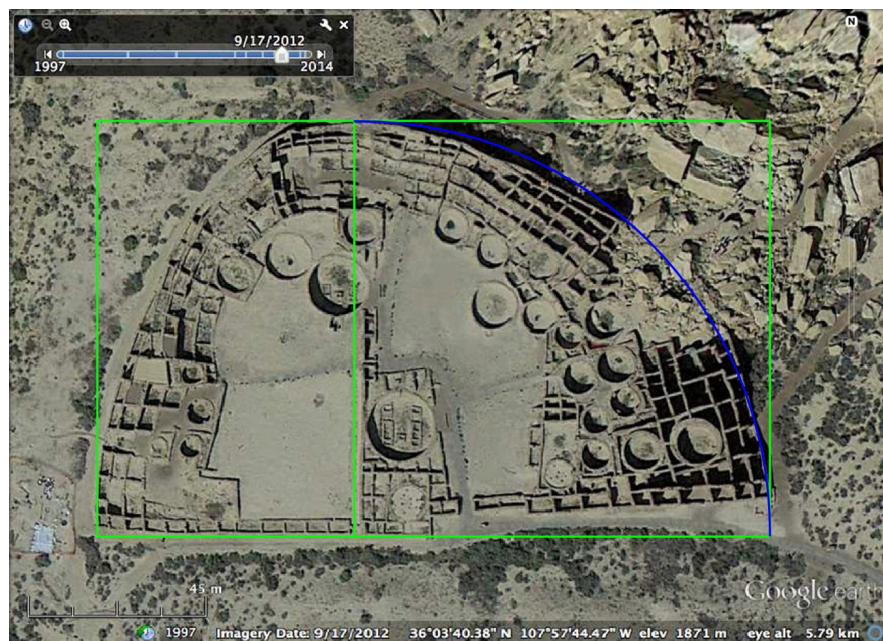 9/17/2012
1997 2014
N
45 m
Google earth
1997 Imagery Date: 9/17/2012 36°03'40.38" N 107°57'44.47" W elev 1871 m eye alt 5.79 km